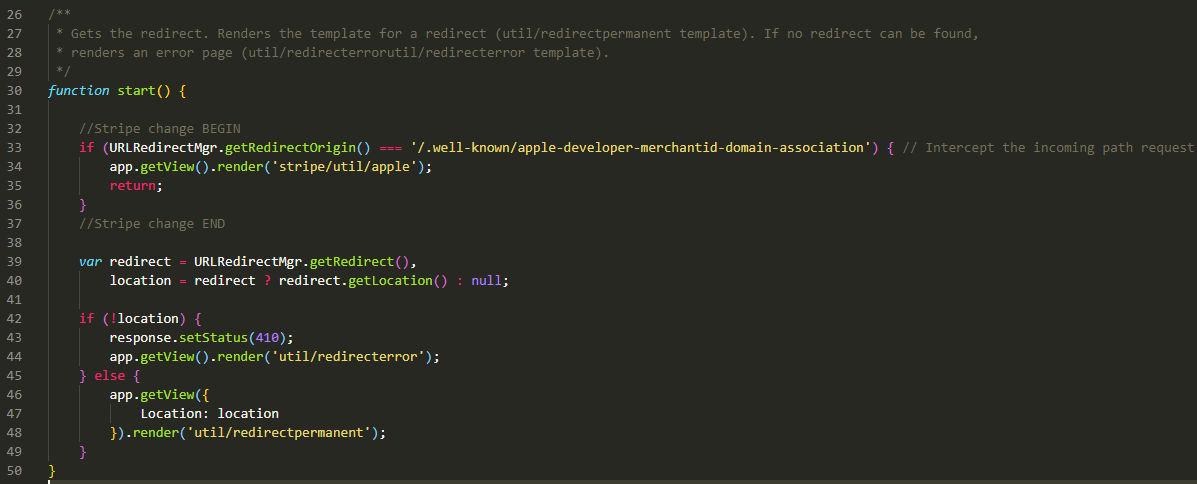 26 /**
27  * Gets the redirect. Renders the template for a redirect (util/redirectpermanent template). If no redirect can be found,
28  * renders an error page (util/redirecterrorutil/redirecterror template).
29  */
30 function start() {
31
32     //Stripe change BEGIN
33     if (URLRedirectMgr.getRedirectOrigin() === '/.well-known/apple-developer-merchantid-domain-association') { // Intercept the incoming path request
34         app.getView().render('stripe/util/apple');
35         return;
36     }
37     //Stripe change END
38
39     var redirect = URLRedirectMgr.getRedirect(),
40         location = redirect ? redirect.getLocation() : null;
41
42     if (!location) {
43         response.setStatus(410);
44         app.getView().render('util/redirecterror');
45     } else {
46         app.getView({
47             Location: location
48         }).render('util/redirectpermanent');
49     }
50 }